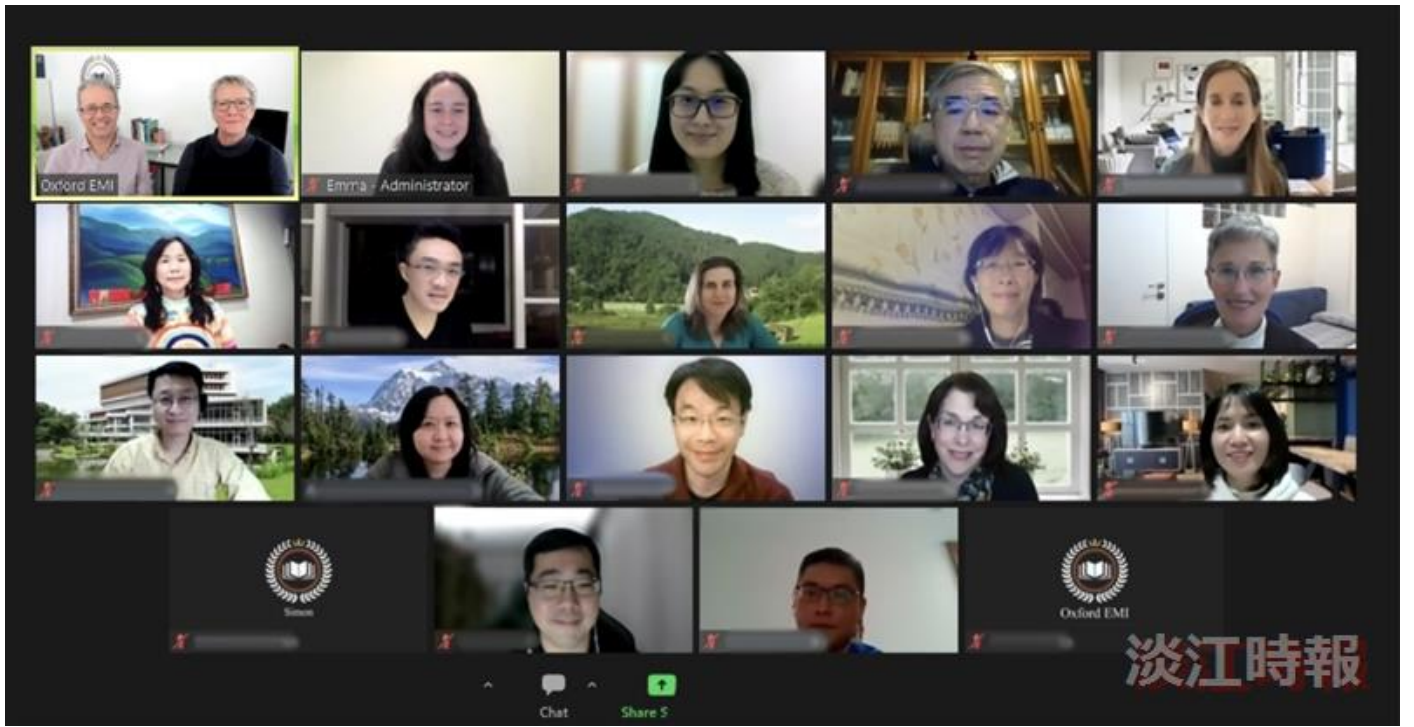 Oxford EMI
Emma - Administrator
Simon
Oxford EMI
Chat
Share S
淡江時報